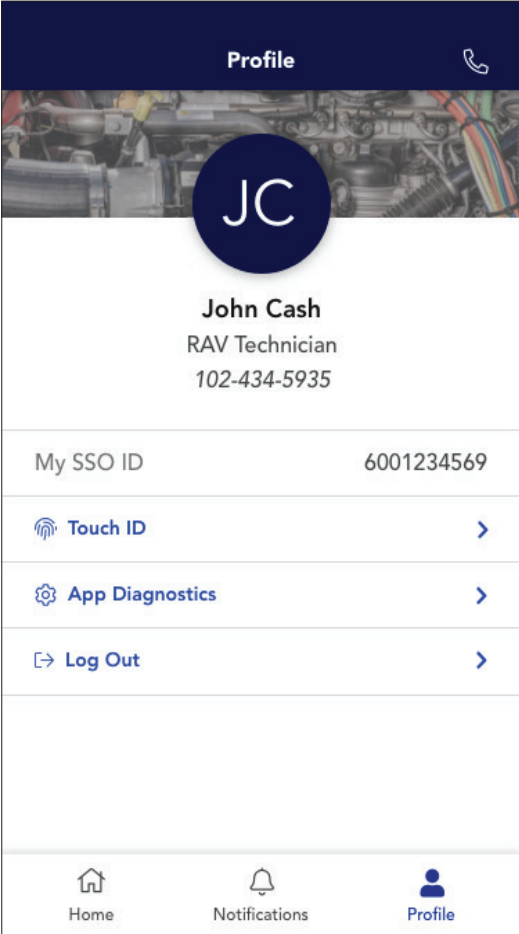 Profile
JC
John Cash
RAV Technician
102-434-5935
My SSO ID 6001234569
Touch ID
App Diagnostics
Log Out
Home Notifications Profile